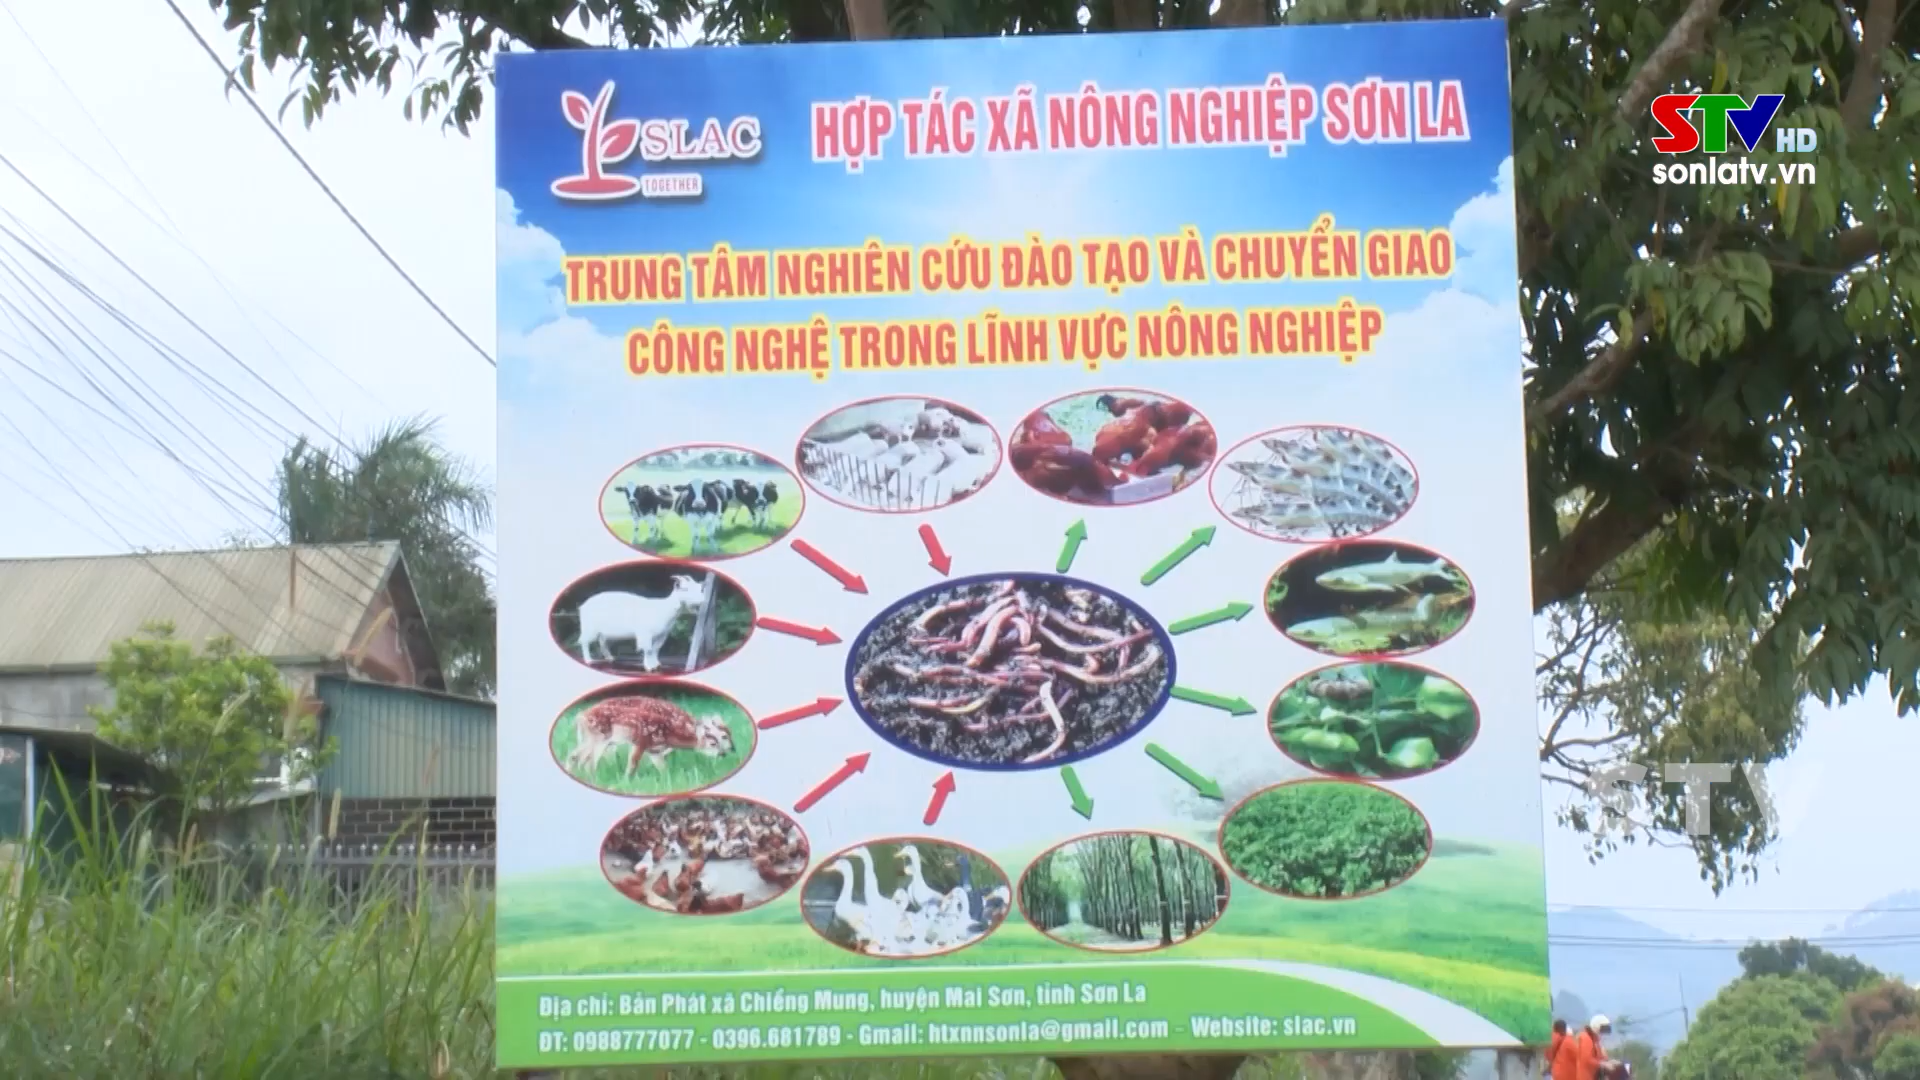 STV HD
sonlatv.vn
SLAC
TOGETHER
HỢP TÁC XÃ NÔNG NGHIỆP SƠN LA
TRUNG TÂM NGHIÊN CỨU ĐÀO TẠO VÀ CHUYỂN GIAO
CÔNG NGHỆ TRONG LĨNH VỰC NÔNG NGHIỆP
STV
Địa chỉ: Bản Phát xã Chiềng Mung, huyện Mai Sơn, tỉnh Sơn La
ĐT: 0988777077 - 0396.681789 - Gmail: htxnnsonla@gmail.com - Website: slac.vn